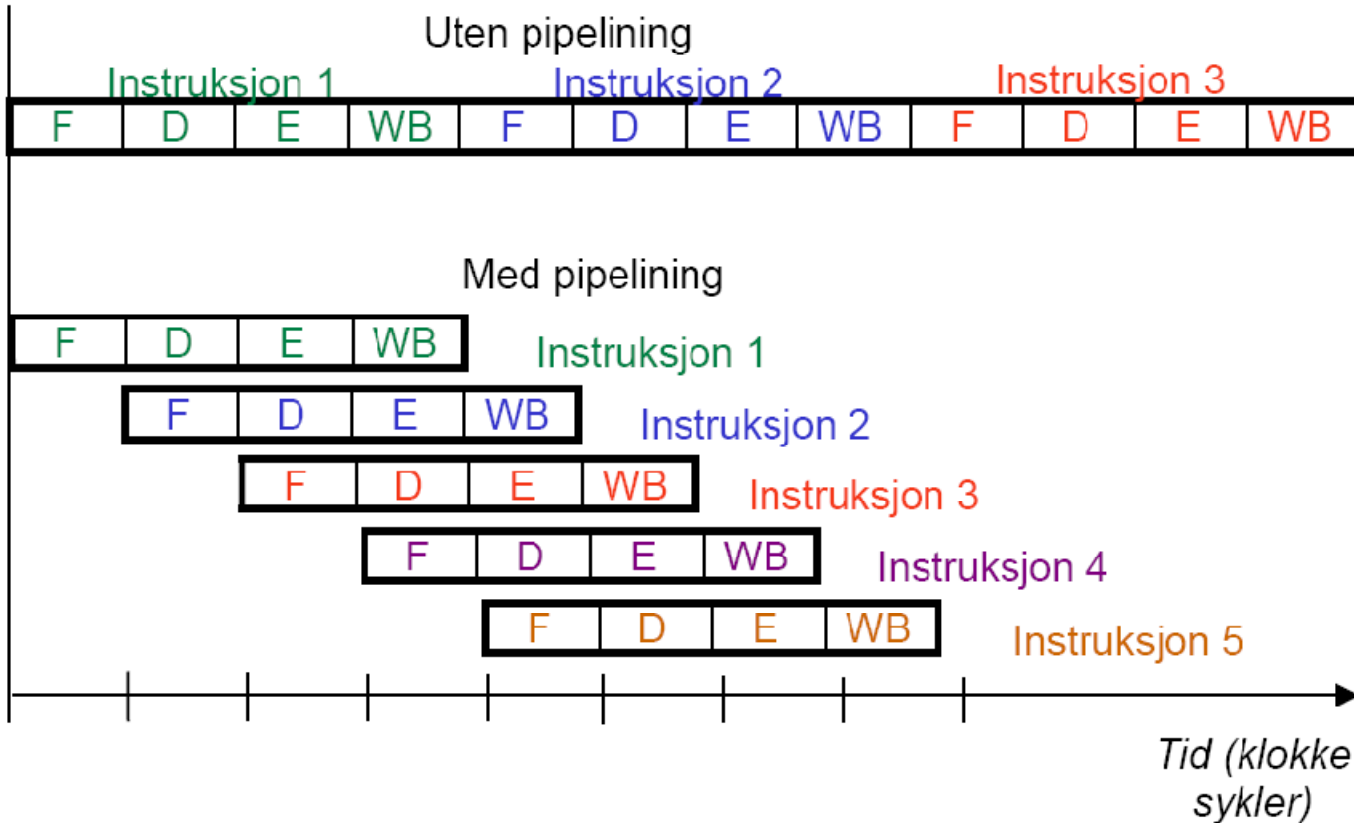 Uten pipelining
Instruksjon 1 Instruksjon 2 Instruksjon 3
F D E WB F D E WB F D E WB
Med pipelining
F D E WB Instruksjon 1
F D E WB Instruksjon 2
F D E WB Instruksjon 3
F D E WB Instruksjon 4
F D E WB Instruksjon 5
Tid (klokke
sykler)